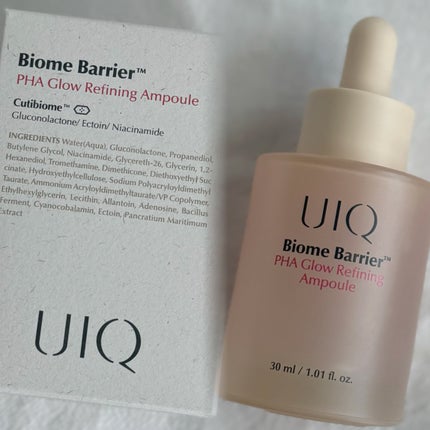 Biome Barrier™
PHA Glow Refining Ampoule
Cutibiome™
Gluconolactone/ Ectoin/ Niacinamide
INGREDIENTS Water(Aqua), Gluconolactone, Propanediol,
Butylene Glycol, Niacinamide, Glycereth-26, Glycerin, 1,2-
Hexanediol, Tromethamine, Dimethicone, Diethoxyethyl Suc
cinate, Hydroxyethylcellulose, Sodium Polyacryloyldimethyl
Taurate, Ammonium Acryloyldimethyltaurate/VP Copolymer,
Ethylhexylglycerin, Lecithin, Allantoin, Adenosine, Bacillus
Ferment, Cyanocobalamin, Ectoin, Pancratium Maritimum
Extract
UIQ
UIQ
Biome Barrier™
PHA Glow Refining
Ampoule
30 ml / 1.01 fl. oz.